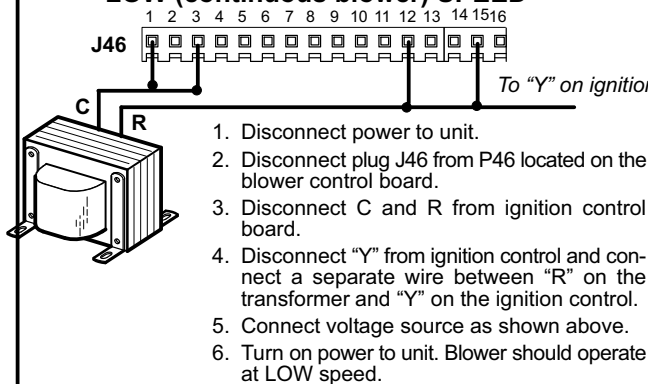 LOW (continuous blower) SPEED
1 2 3 4 5 6 7 8 9 10 11 12 13 14 15 16
J46
To “Y” on ignition
C
R
1. Disconnect power to unit.
2. Disconnect plug J46 from P46 located on the
blower control board.
3. Disconnect C and R from ignition control
board.
4. Disconnect “Y” from ignition control and con-
nect a separate wire between “R” on the
transformer and “Y” on the ignition control.
5. Connect voltage source as shown above.
6. Turn on power to unit. Blower should operate
at LOW speed.